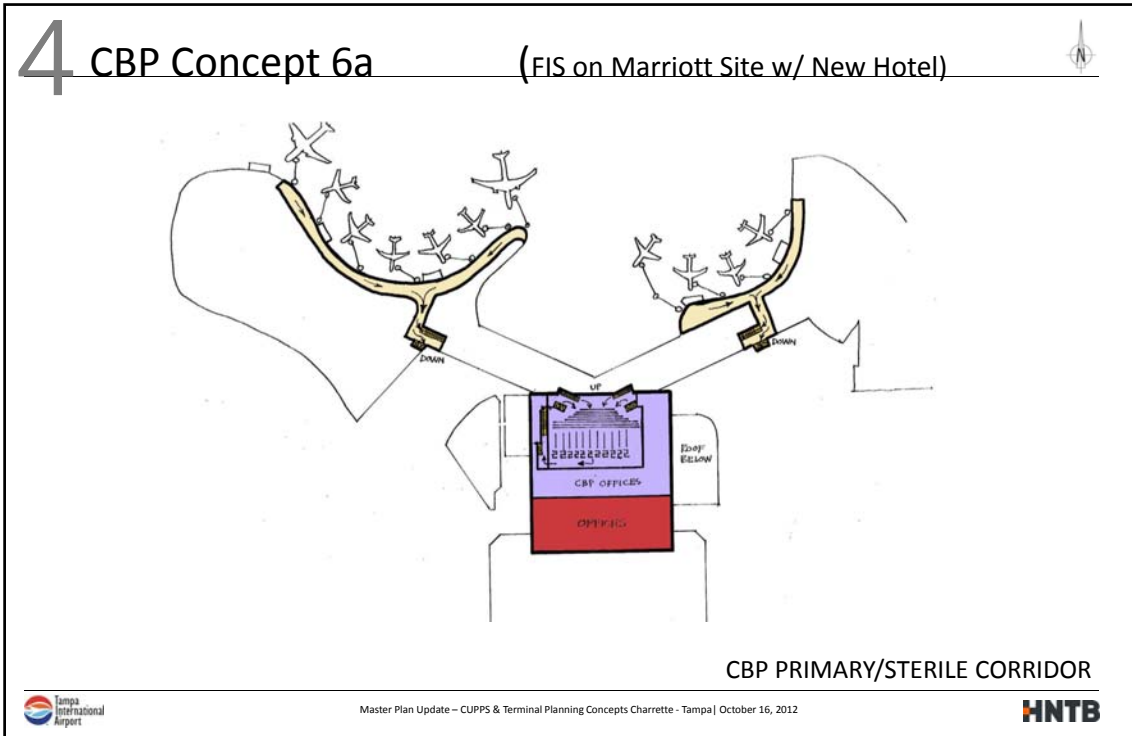 4 CBP Concept 6a (FIS on Marriott Site w/ New Hotel)
N
DOWN
DOWN
UP
ROOF
BELOW
CBP OFFICES
OFFICES
CBP PRIMARY/STERILE CORRIDOR
Tampa
International
Airport
Master Plan Update – CUPPS & Terminal Planning Concepts Charrette - Tampa| October 16, 2012
HNTB